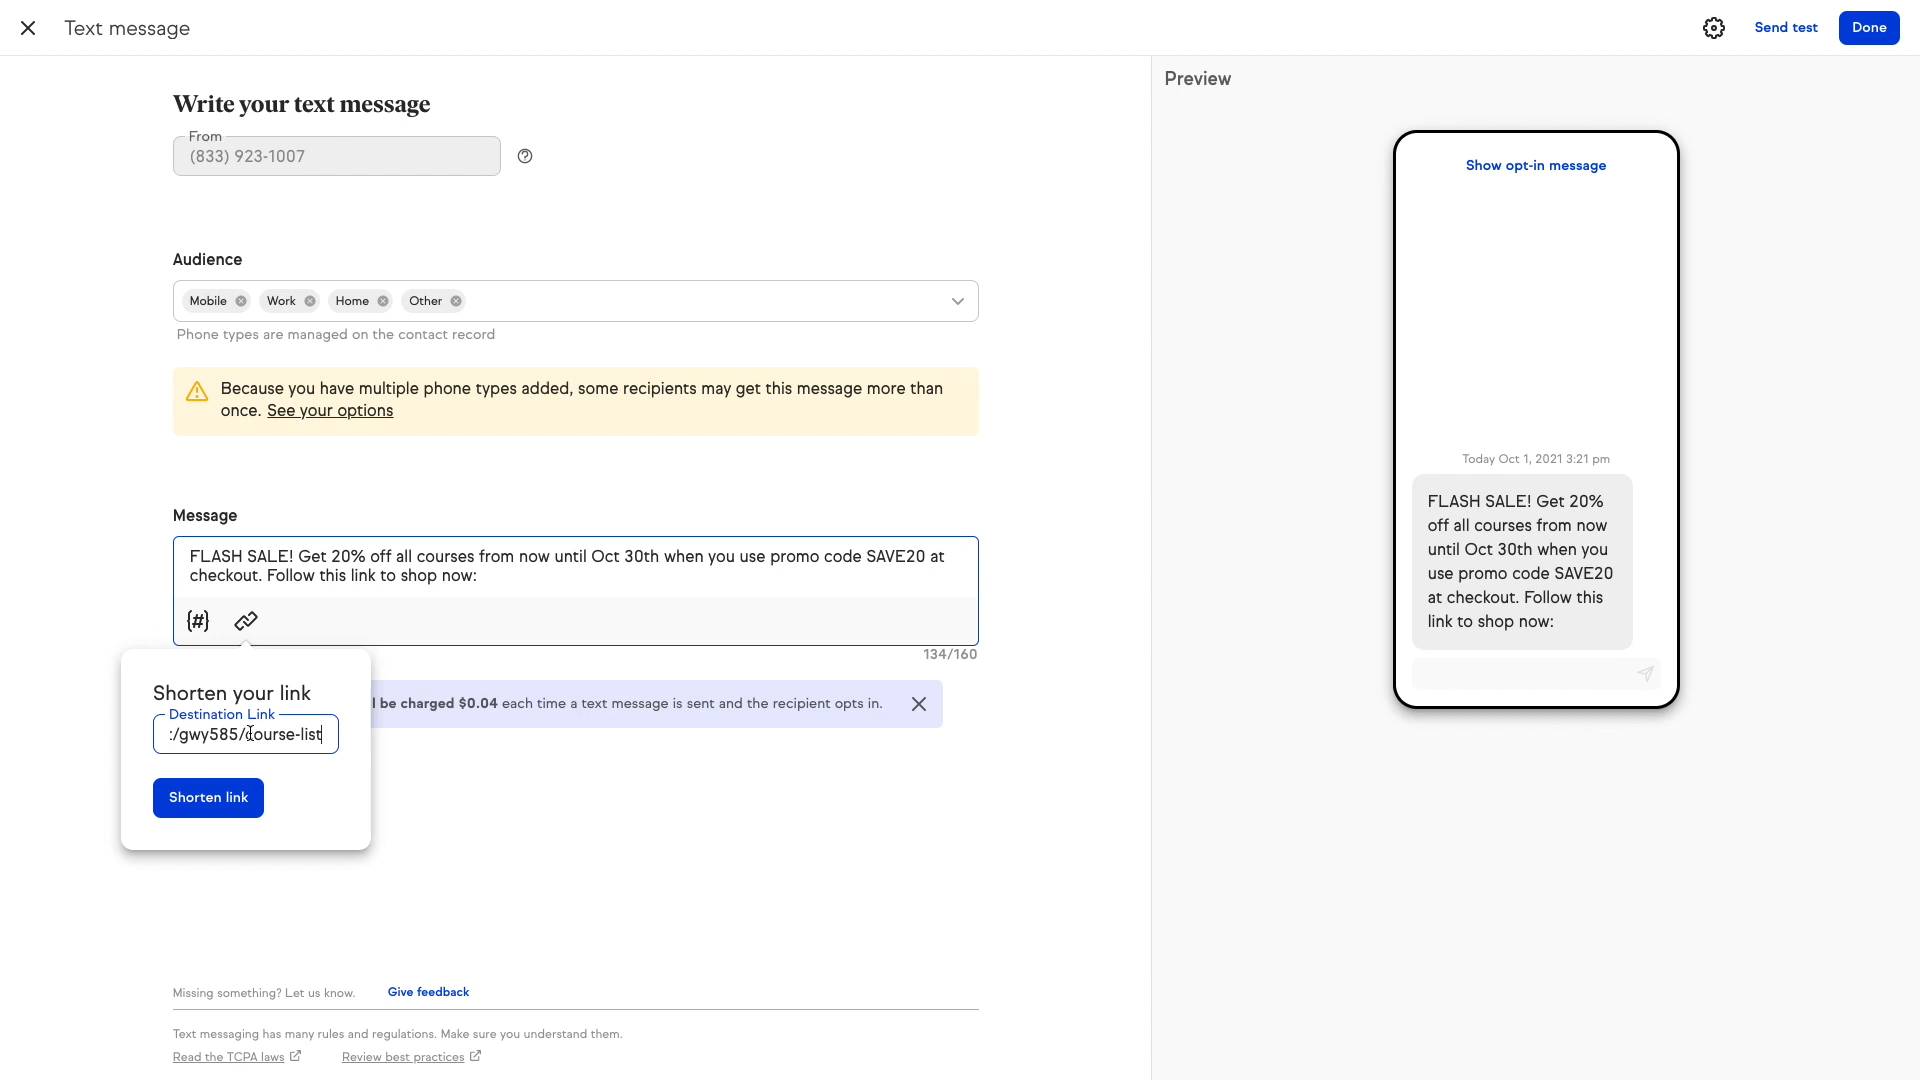 Text message
Send test
Done
Write your text message
From
(833) 923-1007
Audience
Mobile
Work
Home
Other
Phone types are managed on the contact record
Because you have multiple phone types added, some recipients may get this message more than
once. See your options
Message
FLASH SALE! Get 20% off all courses from now until Oct 30th when you use promo code SAVE20 at
checkout. Follow this link to shop now:
{#}
134/160
Shorten your link
Destination Link
:/gwy585/course-list
Shorten link
l be charged $0.04 each time a text message is sent and the recipient opts in.
Missing something? Let us know.
Give feedback
Text messaging has many rules and regulations. Make sure you understand them.
Read the TCPA laws
Review best practices
Preview
Show opt-in message
Today Oct 1, 2021 3:21 pm
FLASH SALE! Get 20%
off all courses from now
until Oct 30th when you
use promo code SAVE20
at checkout. Follow this
link to shop now: